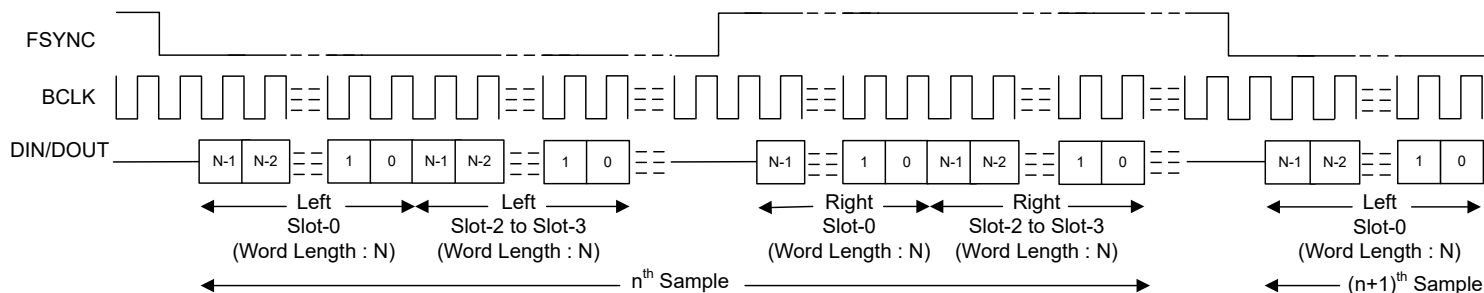 FSYNC
BCLK
DIN/DOUT
N-1 N-2 1 0 N-1 N-2 1 0 N-1 1 0 N-1 N-2 1 0 N-1 N-2 1 0
Left Left Right Right Left
Slot-0 Slot-2 to Slot-3 Slot-0 Slot-2 to Slot-3 Slot-0
(Word Length : N) (Word Length : N) (Word Length : N) (Word Length : N) (Word Length : N)
nth Sample (n+1)th Sample